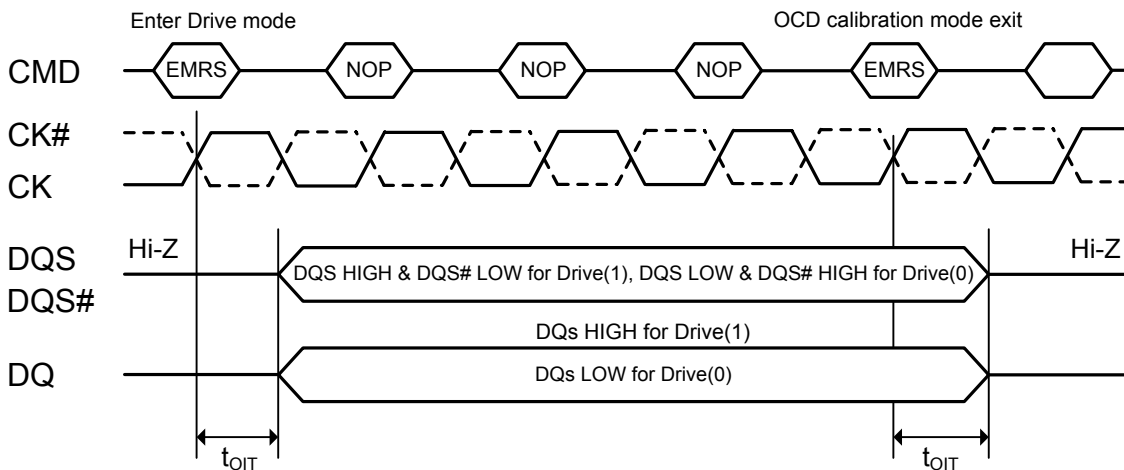 Enter Drive mode
OCD calibration mode exit
CMD
EMRS
NOP
NOP
NOP
EMRS
CK#
CK
DQS
DQS#
Hi-Z
DQS HIGH & DQS# LOW for Drive(1), DQS LOW & DQS# HIGH for Drive(0)
Hi-Z
DQs HIGH for Drive(1)
DQ
DQs LOW for Drive(0)
tOIT
tOIT